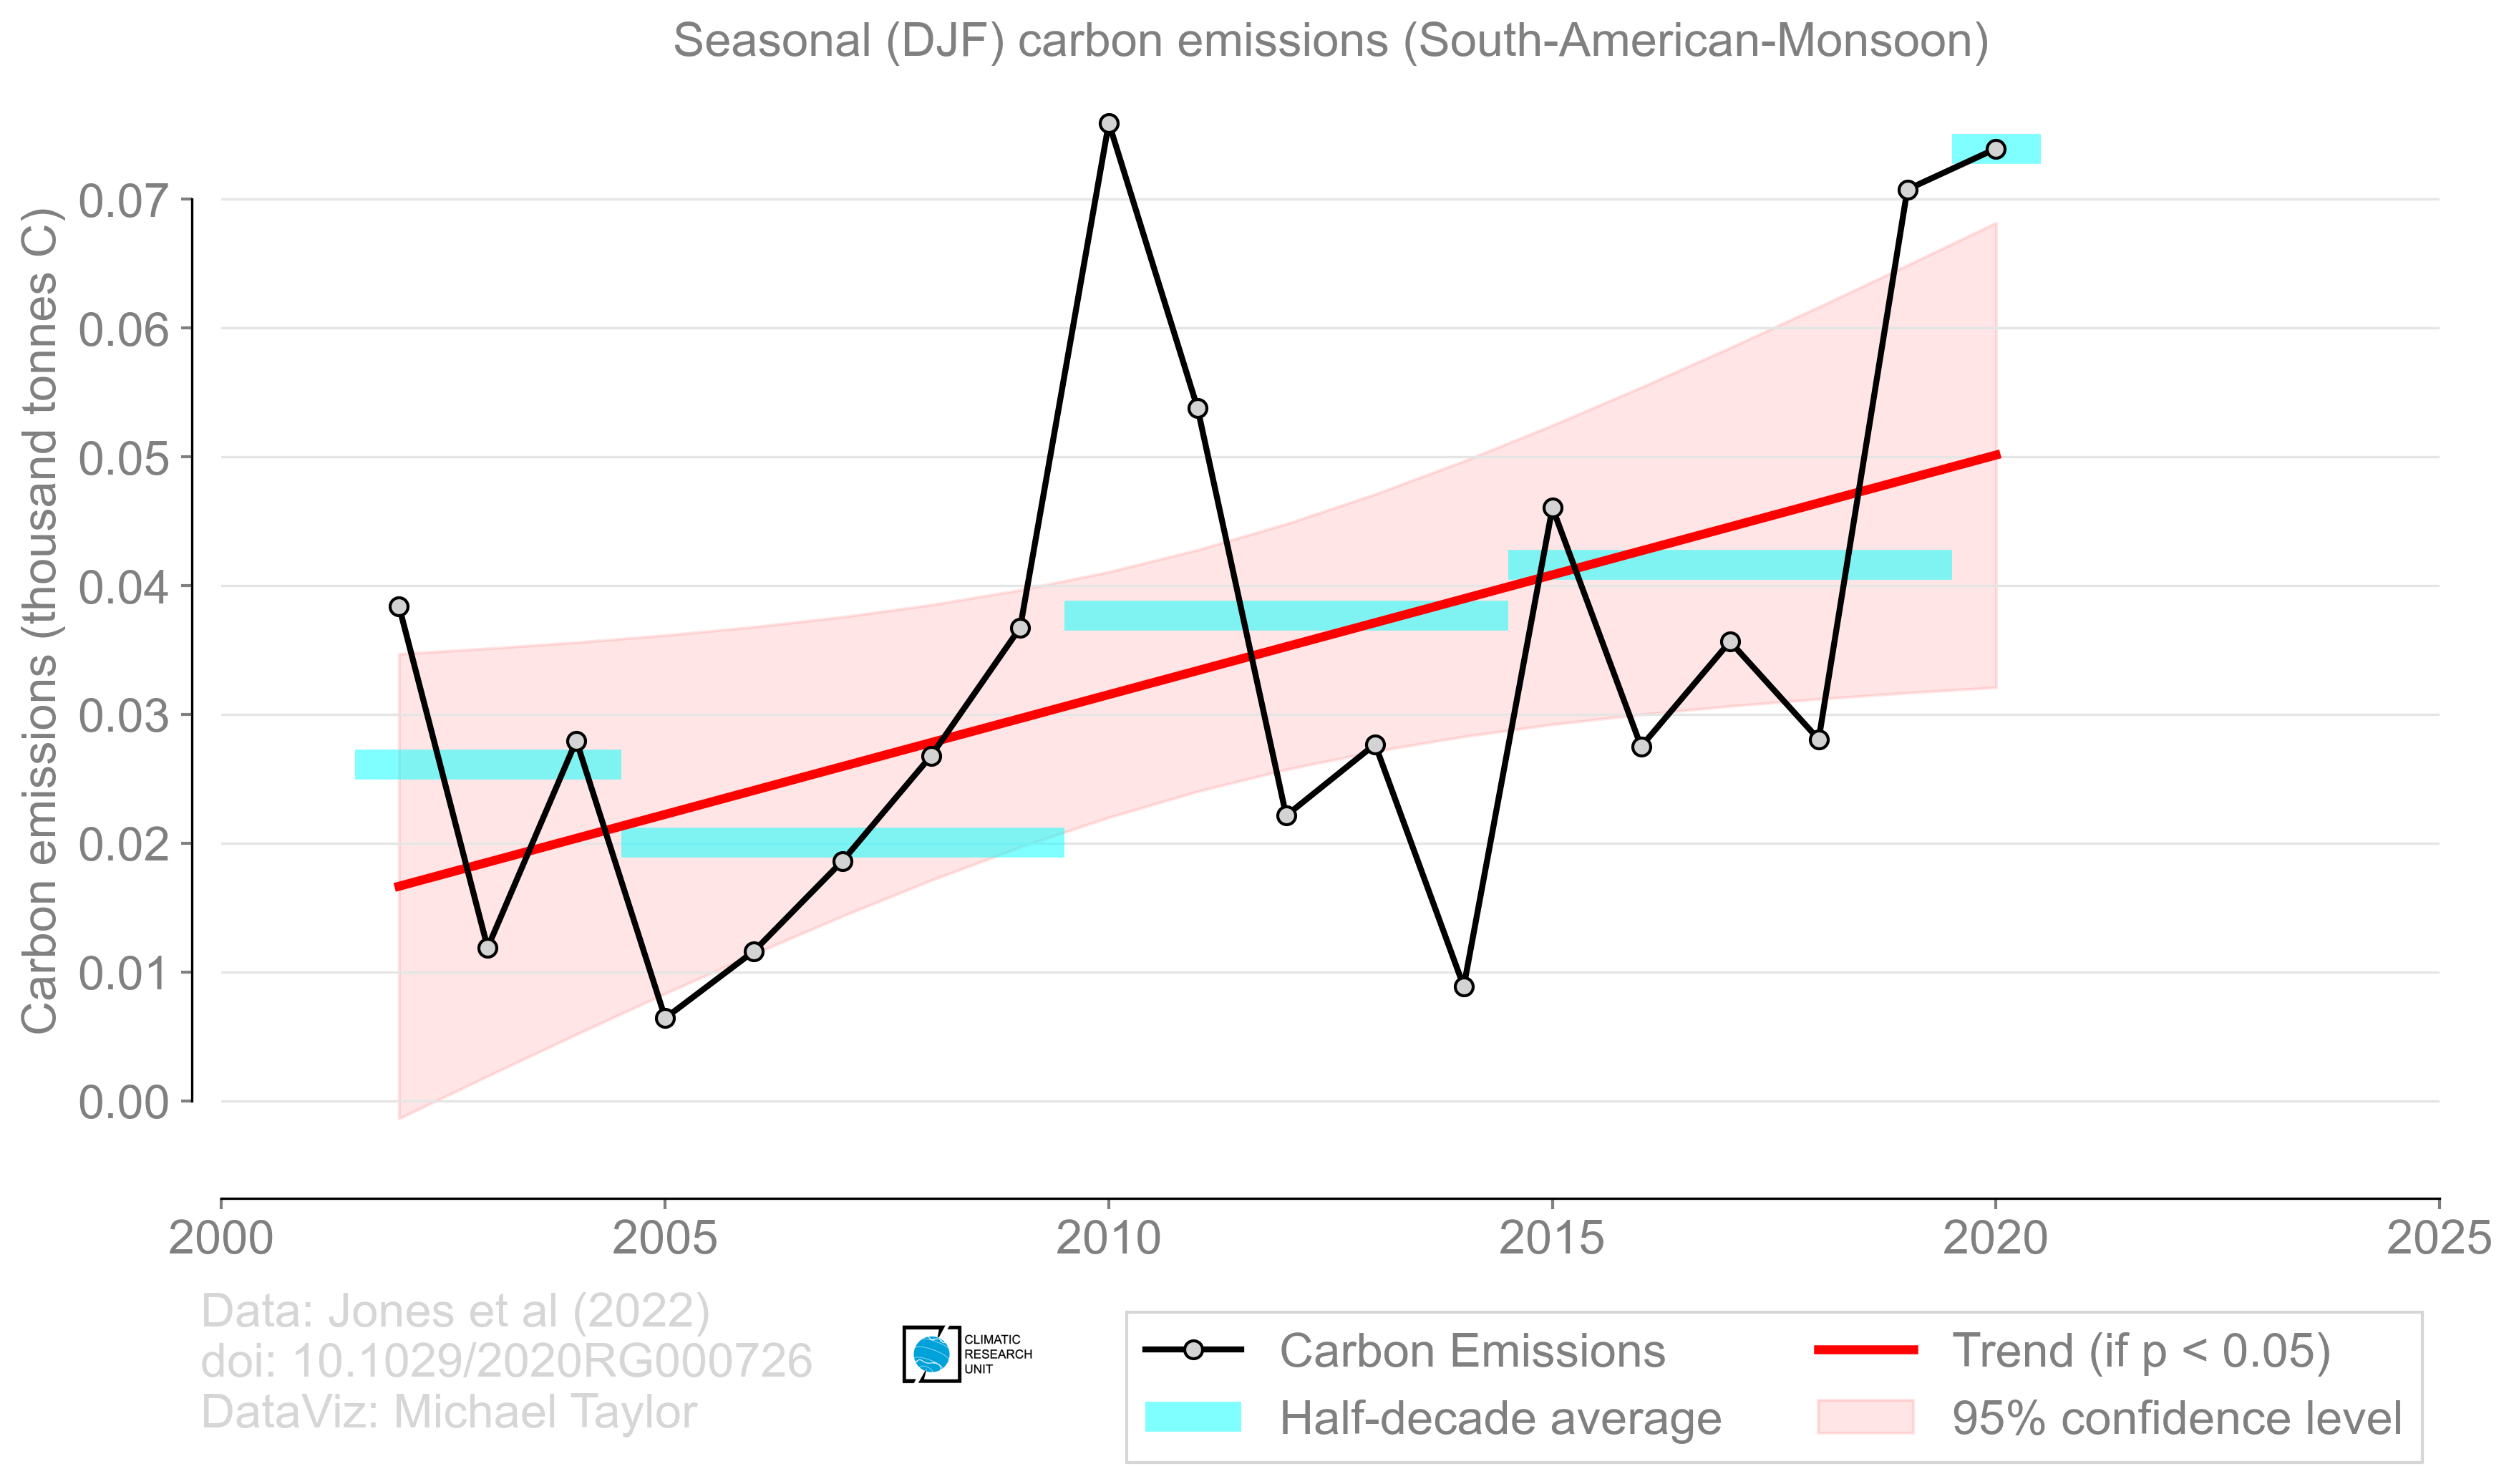 Seasonal (DJF) carbon emissions (South-American-Monsoon)
Carbon emissions (thousand tonnes C)
0.07
0.06
0.05
0.04
0.03
0.02
0.01
0.00
2000 2005 2010 2015 2020 2025
Data: Jones et al (2022)
doi: 10.1029/2020RG000726
DataViz: Michael Taylor
CLIMATIC
RESEARCH
UNIT
Carbon Emissions
Half-decade average
Trend (if p < 0.05)
95% confidence level